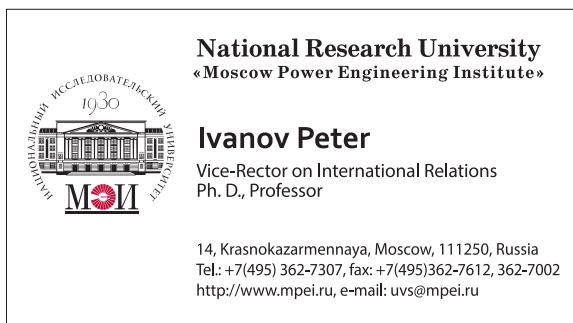 National Research University
«Moscow Power Engineering Institute»
НАЦИОНАЛЬНЫЙ ИССЛЕДОВАТЕЛЬСКИЙ УНИВЕРСИТЕТ
1930
МЭИ
Ivanov Peter
Vice-Rector on International Relations
Ph. D., Professor
14, Krasnokazarmennaya, Moscow, 111250, Russia
Tel.: +7(495) 362-7307, fax: +7(495)362-7612, 362-7002
http://www.mpei.ru, e-mail: uvs@mpei.ru